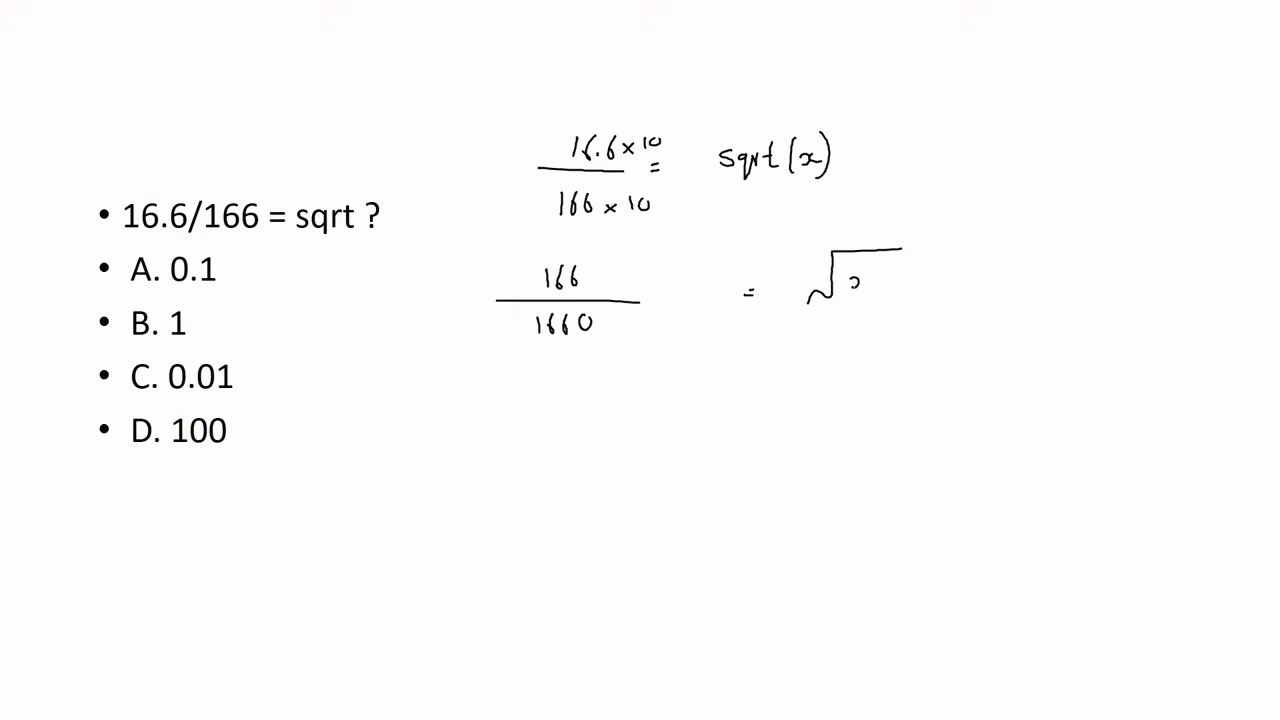 • 16.6/166 = sqrt ?
• A. 0.1
• B. 1
• C. 0.01
• D. 100
16.6 × 10 = sqrt(x)
166 × 10
166 = √
1660